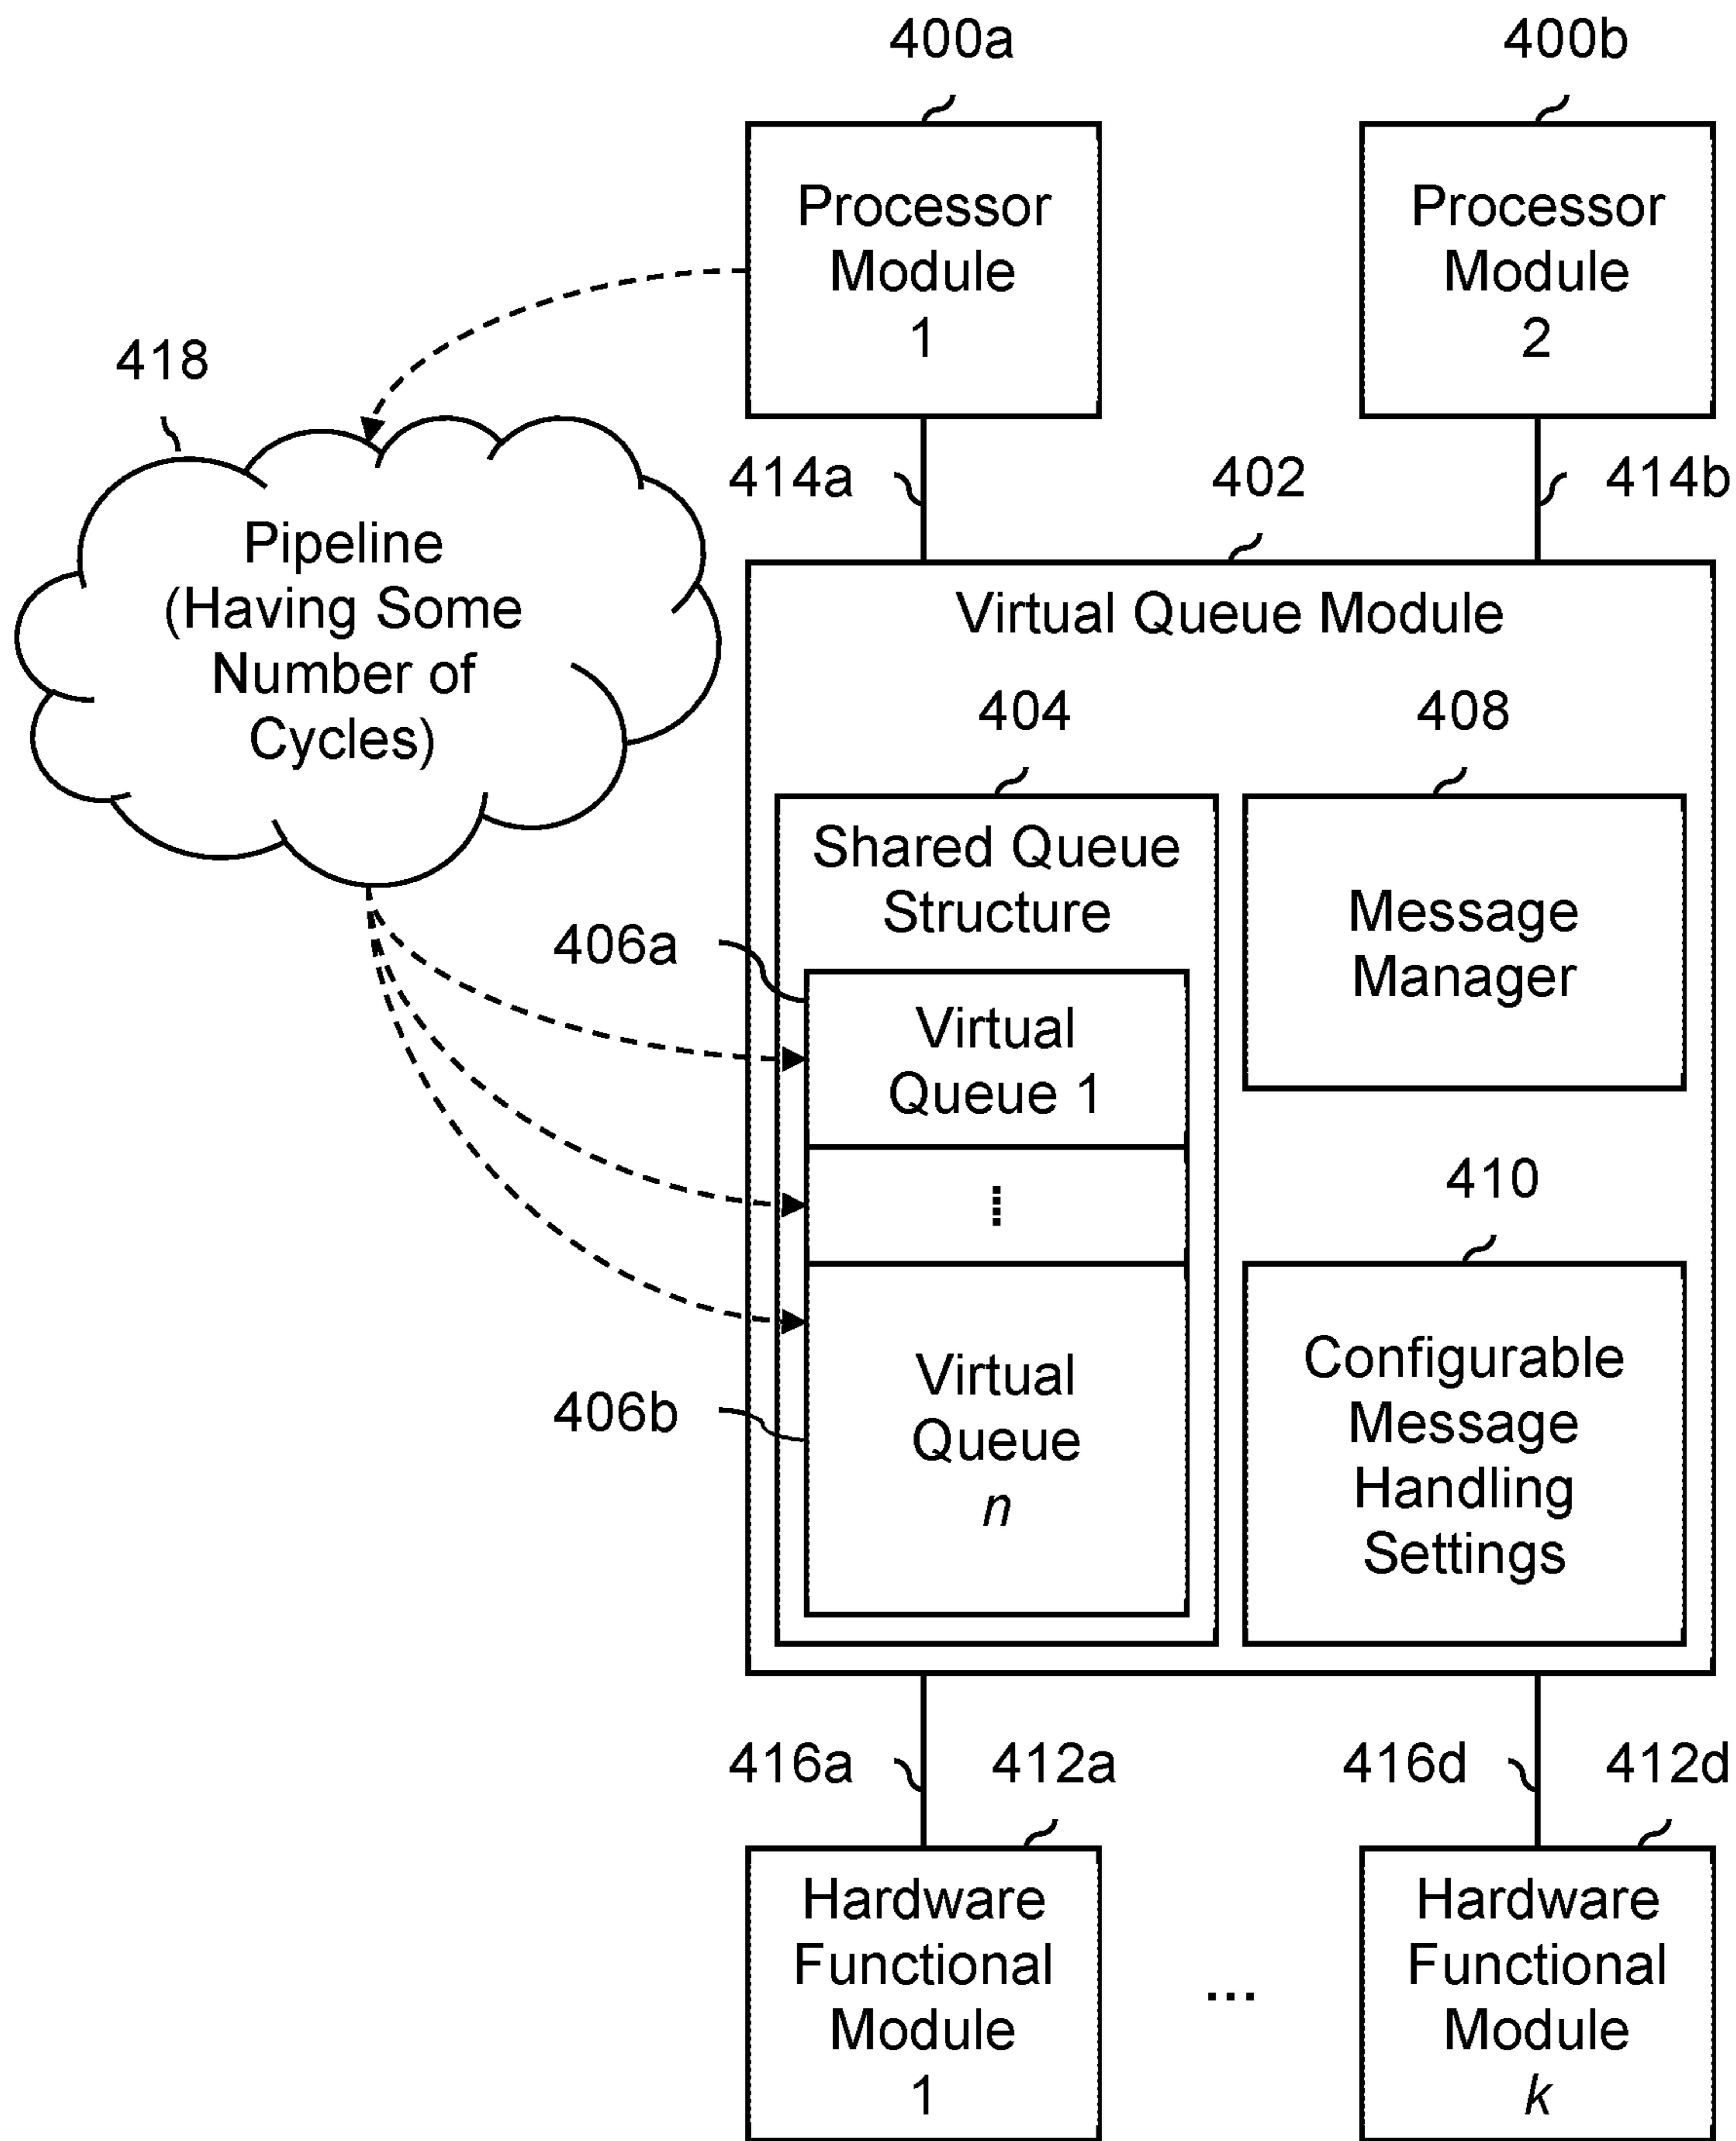 400a
400b
Processor
Module
1
Processor
Module
2
418
414a
402
414b
Pipeline
(Having Some
Number of
Cycles)
Virtual Queue Module
404
408
Shared Queue
Structure
Message
Manager
406a
Virtual
Queue 1
⁞
410
406b
Virtual
Queue
n
Configurable
Message
Handling
Settings
416a
412a
416d
412d
Hardware
Functional
Module
1
...
Hardware
Functional
Module
k